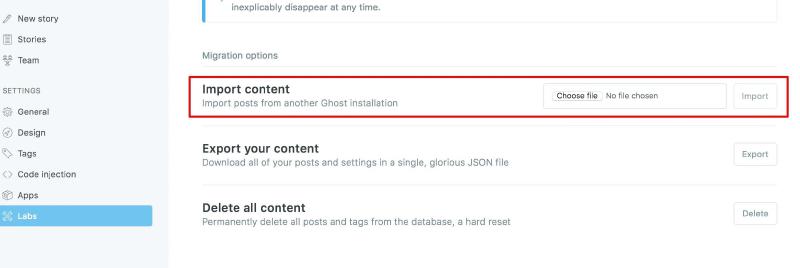 inexplicably disappear at any time.
New story
Stories
Team
SETTINGS
General
Design
Tags
Code injection
Apps
Labs
Migration options
Import content
Import posts from another Ghost installation
Choose file No file chosen
Import
Export your content
Download all of your posts and settings in a single, glorious JSON file
Export
Delete all content
Permanently delete all posts and tags from the database, a hard reset
Delete